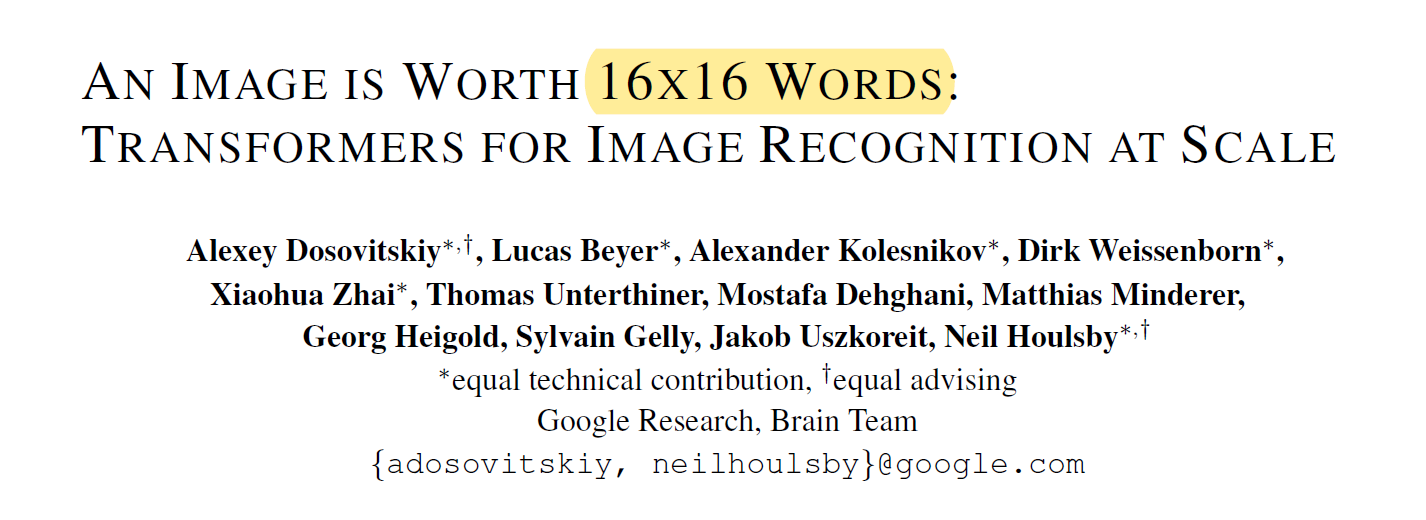 AN IMAGE IS WORTH 16X16 WORDS:
TRANSFORMERS FOR IMAGE RECOGNITION AT SCALE
Alexey Dosovitskiy*,†, Lucas Beyer*, Alexander Kolesnikov*, Dirk Weissenborn*,
Xiaohua Zhai*, Thomas Unterthiner, Mostafa Dehghani, Matthias Minderer,
Georg Heigold, Sylvain Gelly, Jakob Uszkoreit, Neil Houlsby*,†
*equal technical contribution, †equal advising
Google Research, Brain Team
{adosovitskiy, neilhoulsby}@google.com